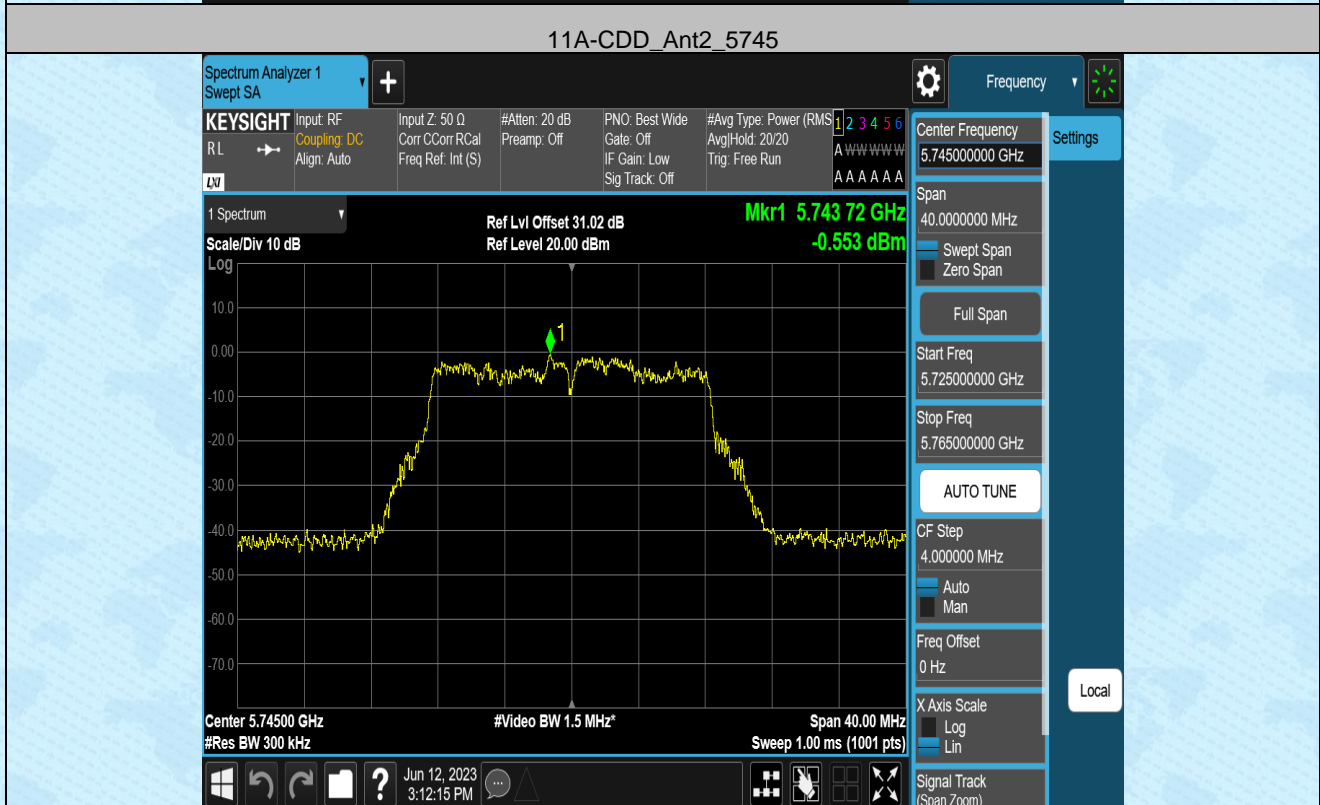 11A-CDD_Ant2_5745
Spectrum Analyzer 1
Swept SA
Frequency
KEYSIGHT
R L
LXI
Input: RF
Coupling: DC
Align: Auto
Input Z: 50 Ω
Corr CCorr RCal
Freq Ref: Int (S)
#Atten: 20 dB
Preamp: Off
PNO: Best Wide
Gate: Off
IF Gain: Low
Sig Track: Off
#Avg Type: Power (RMS
Avg|Hold: 20/20
Trig: Free Run
1 2 3 4 5 6
A W W W W W
A A A A A A
1 Spectrum
Scale/Div 10 dB
Ref Lvl Offset 31.02 dB
Ref Level 20.00 dBm
Mkr1 5.743 72 GHz
-0.553 dBm
Log
10.0
0.00
-10.0
-20.0
-30.0
-40.0
-50.0
-60.0
-70.0
1
Center 5.74500 GHz
#Res BW 300 kHz
#Video BW 1.5 MHz*
Span 40.00 MHz
Sweep 1.00 ms (1001 pts)
Center Frequency
5.745000000 GHz
Settings
Span
40.0000000 MHz
Swept Span
Zero Span
Full Span
Start Freq
5.725000000 GHz
Stop Freq
5.765000000 GHz
AUTO TUNE
CF Step
4.000000 MHz
Auto
Man
Freq Offset
0 Hz
X Axis Scale
Log
Lin
Local
Signal Track
(Span Zoom)
?
Jun 12, 2023
3:12:15 PM